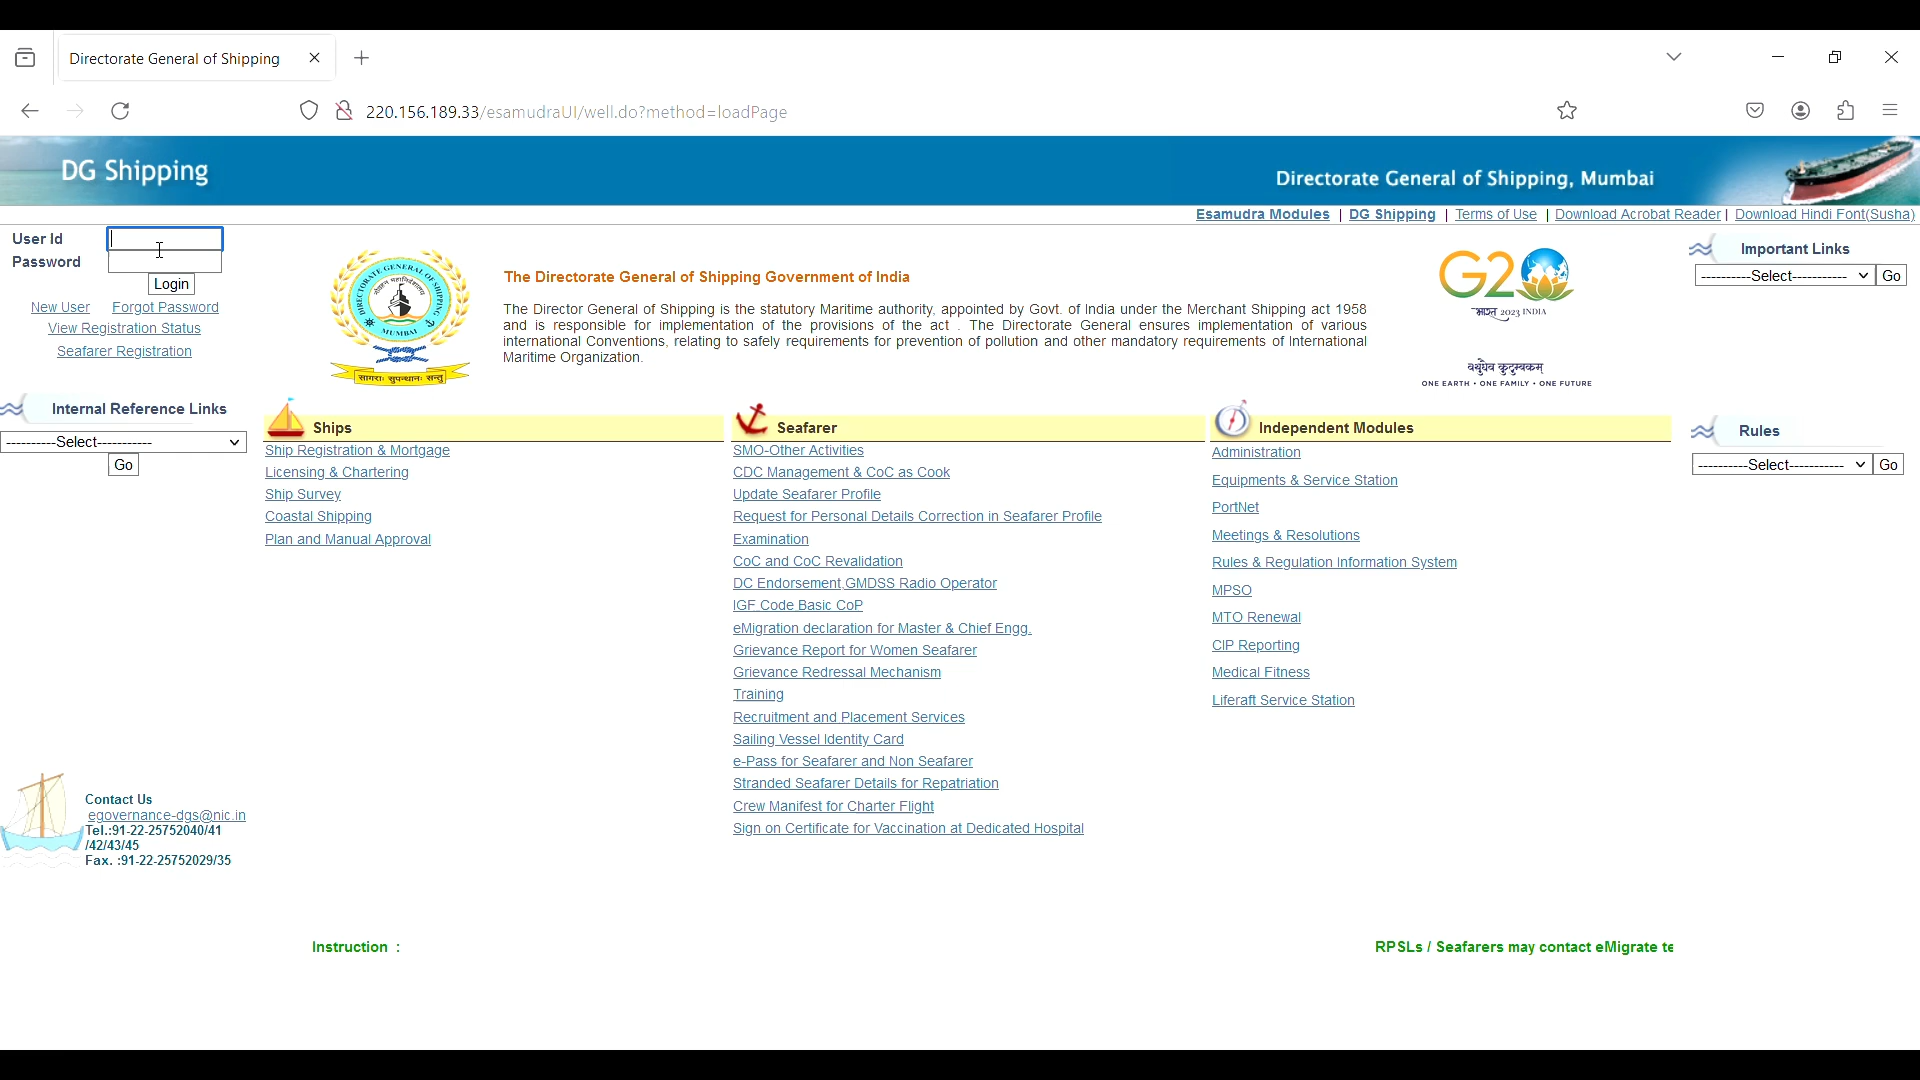 Directorate General of Shipping
220.156.189.33/esamudraUI/well.do?method=loadPage
DG Shipping
Directorate General of Shipping, Mumbai
Esamudra Modules | DG Shipping | Terms of Use | Download Acrobat Reader | Download Hindi Font(Susha)
User Id
Password
Login
New User Forgot Password
View Registration Status
Seafarer Registration
DIRECTORATE GENERAL OF SHIPPING
MUMBAI
सागराः सुपन्थानः सन्तु
The Directorate General of Shipping Government of India
The Director General of Shipping is the statutory Maritime authority, appointed by Govt. of India under the Merchant Shipping act 1958
and is responsible for implementation of the provisions of the act . The Directorate General ensures implementation of various
international Conventions, relating to safely requirements for prevention of pollution and other mandatory requirements of International
Maritime Organization.
G20
भारत 2023 INDIA
वसुधैव कुटुम्बकम्
ONE EARTH • ONE FAMILY • ONE FUTURE
Important Links
----------Select----------- Go
Internal Reference Links
----------Select-----------
Go
Ships
Ship Registration & Mortgage
Licensing & Chartering
Ship Survey
Coastal Shipping
Plan and Manual Approval
Seafarer
SMO-Other Activities
CDC Management & CoC as Cook
Update Seafarer Profile
Request for Personal Details Correction in Seafarer Profile
Examination
CoC and CoC Revalidation
DC Endorsement,GMDSS Radio Operator
IGF Code Basic CoP
eMigration declaration for Master & Chief Engg.
Grievance Report for Women Seafarer
Grievance Redressal Mechanism
Training
Recruitment and Placement Services
Sailing Vessel Identity Card
e-Pass for Seafarer and Non Seafarer
Stranded Seafarer Details for Repatriation
Crew Manifest for Charter Flight
Sign on Certificate for Vaccination at Dedicated Hospital
Independent Modules
Administration
Equipments & Service Station
PortNet
Meetings & Resolutions
Rules & Regulation Information System
MPSO
MTO Renewal
CIP Reporting
Medical Fitness
Liferaft Service Station
Rules
----------Select----------- Go
Contact Us
egovernance-dgs@nic.in
Tel.:91-22-25752040/41
/42/43/45
Fax. :91-22-25752029/35
Instruction :
RPSLs / Seafarers may contact eMigrate te